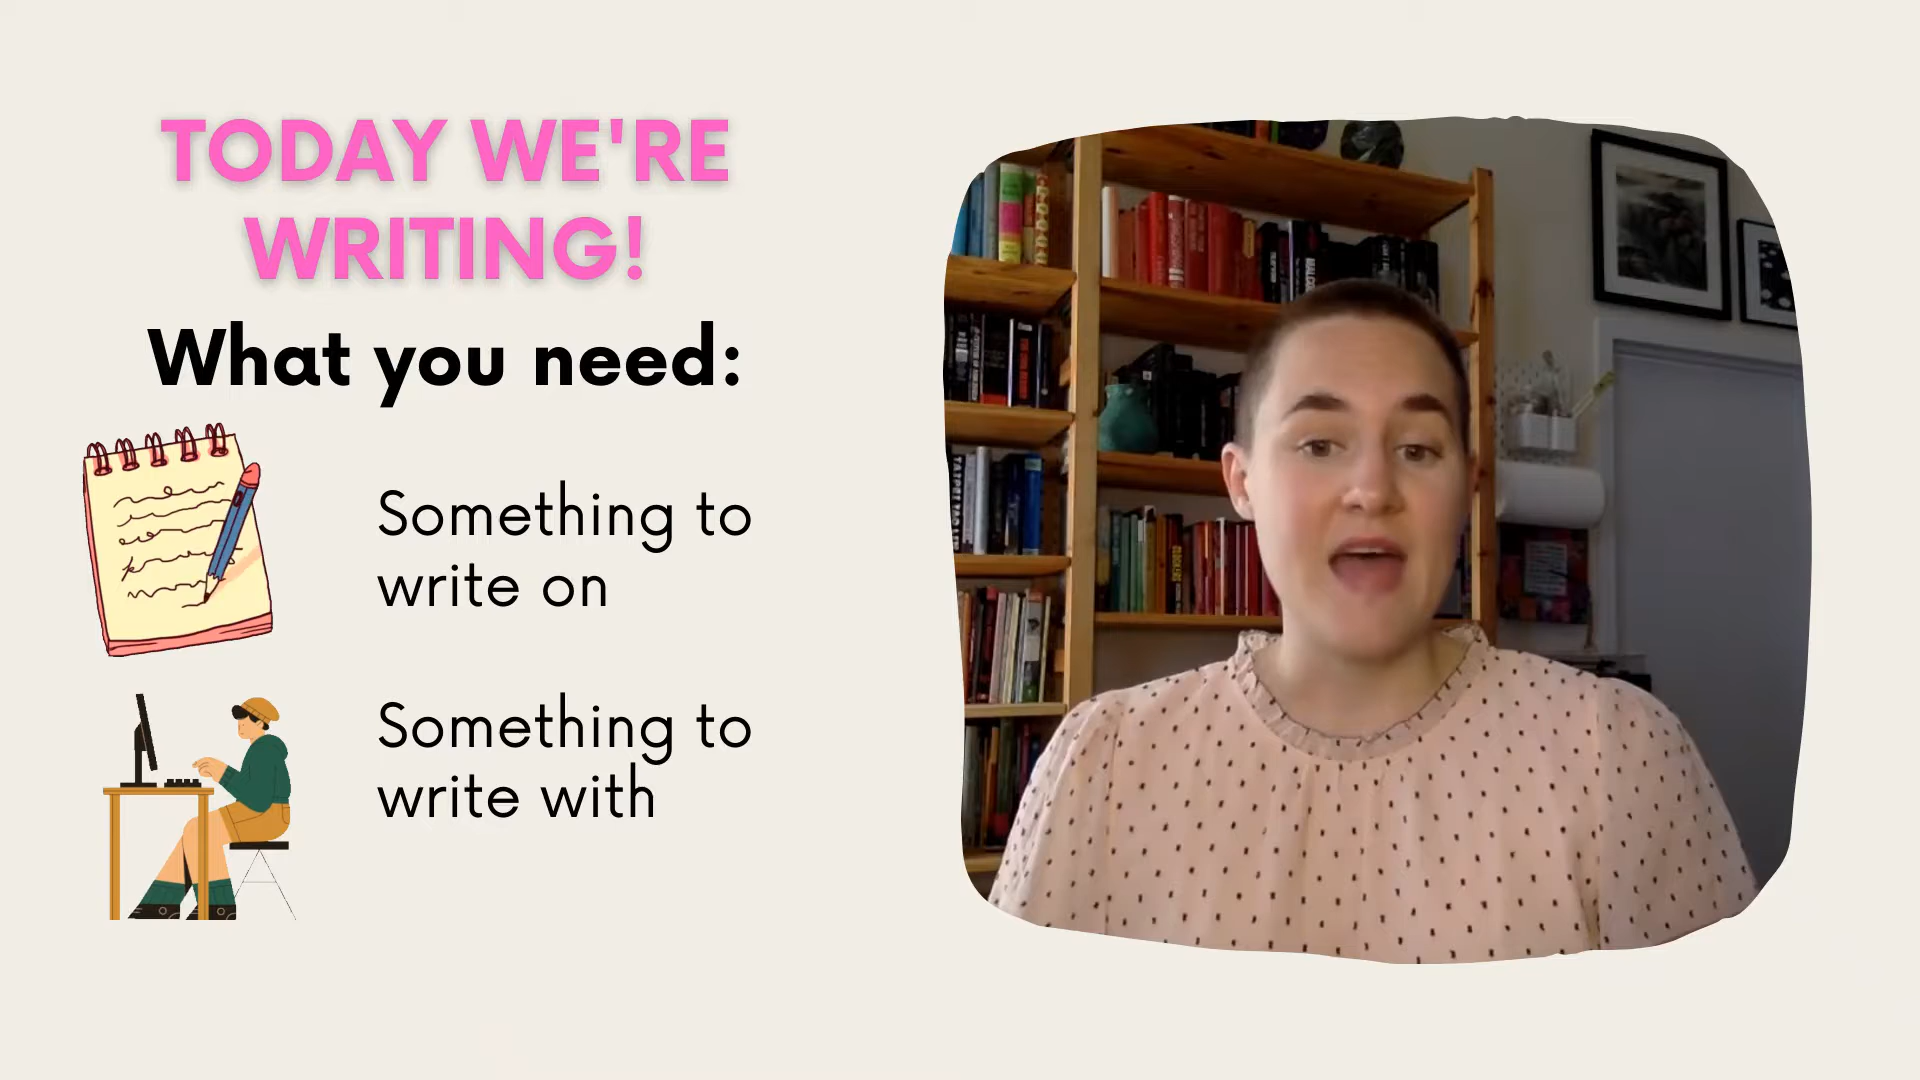 TODAY WE'RE
WRITING!
What you need:
Something to
write on
Something to
write with